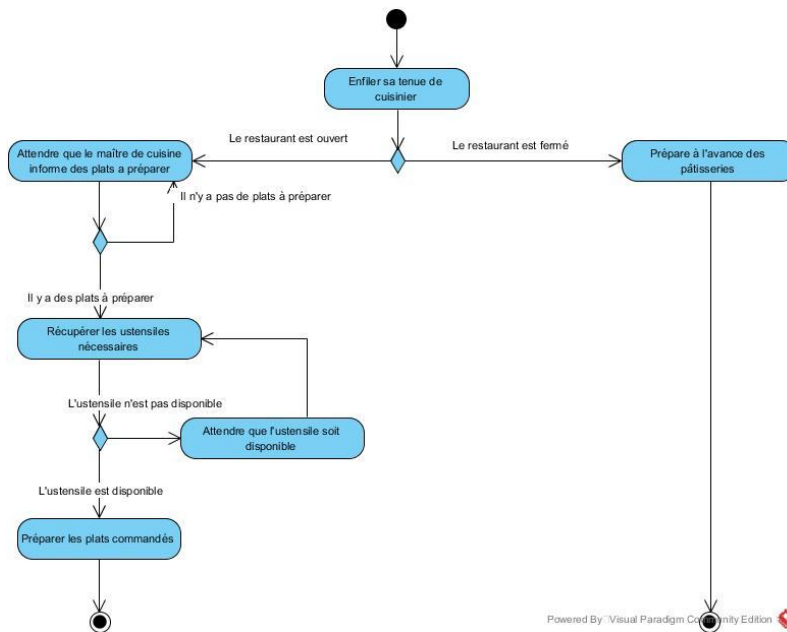 Enfiler sa tenue de
cuisinier
Le restaurant est ouvert
Le restaurant est fermé
Attendre que le maître de cuisine
informe des plats a préparer
Prépare à l'avance des
pâtisseries
Il n'y a pas de plats à préparer
Il y a des plats à préparer
Récupérer les ustensiles
nécessaires
L'ustensile n'est pas disponible
Attendre que l'ustensile soit
disponible
L'ustensile est disponible
Préparer les plats commandés
Powered By Visual Paradigm Community Edition